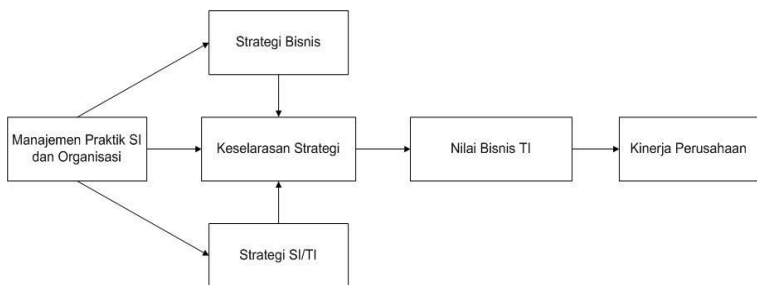 Strategi Bisnis
Manajemen Praktik SI
dan Organisasi
Keselarasan Strategi
Nilai Bisnis TI
Kinerja Perusahaan
Strategi SI/TI